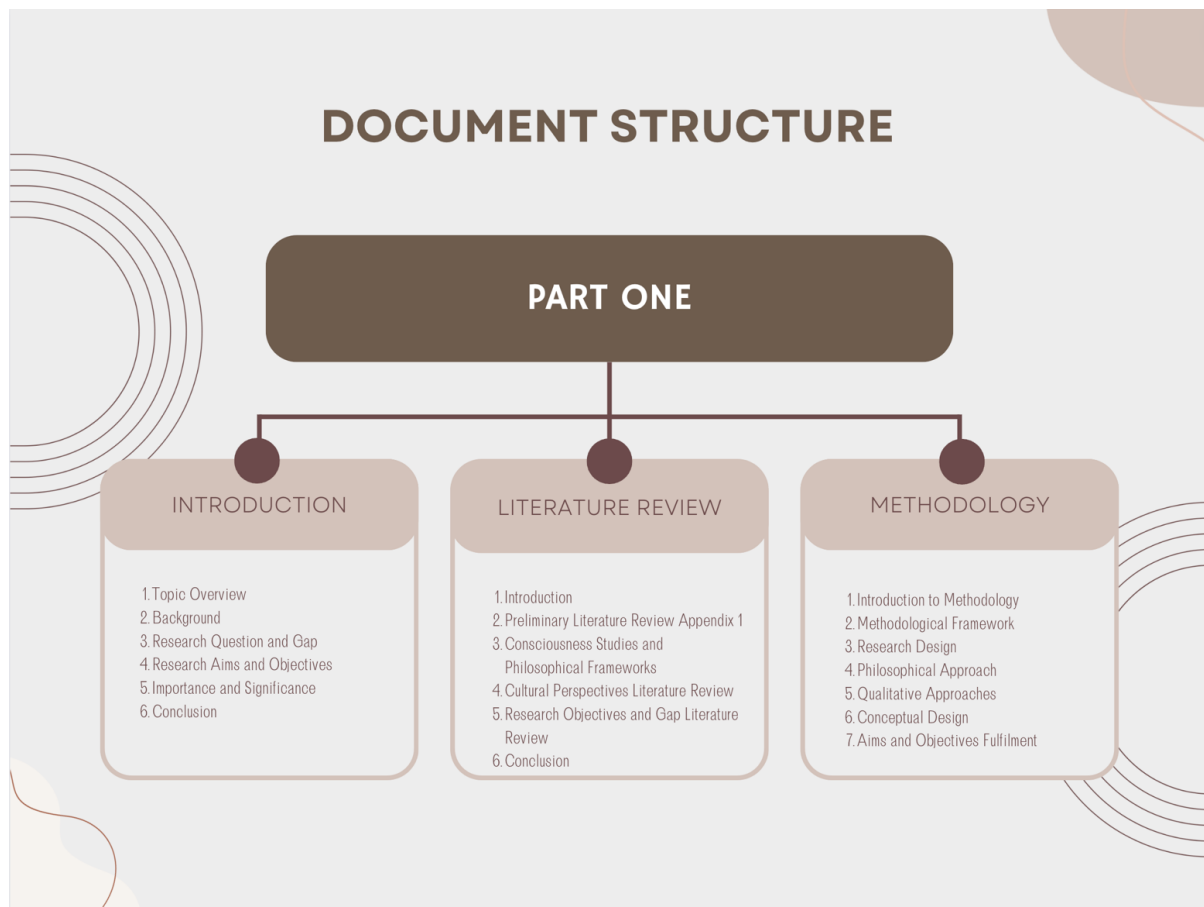 DOCUMENT STRUCTURE
PART ONE
INTRODUCTION
1. Topic Overview
2. Background
3. Research Question and Gap
4. Research Aims and Objectives
5. Importance and Significance
6. Conclusion
LITERATURE REVIEW
1. Introduction
2. Preliminary Literature Review Appendix 1
3. Consciousness Studies and
Philosophical Frameworks
4. Cultural Perspectives Literature Review
5. Research Objectives and Gap Literature
Review
6. Conclusion
METHODOLOGY
1. Introduction to Methodology
2. Methodological Framework
3. Research Design
4. Philosophical Approach
5. Qualitative Approaches
6. Conceptual Design
7. Aims and Objectives Fulfilment